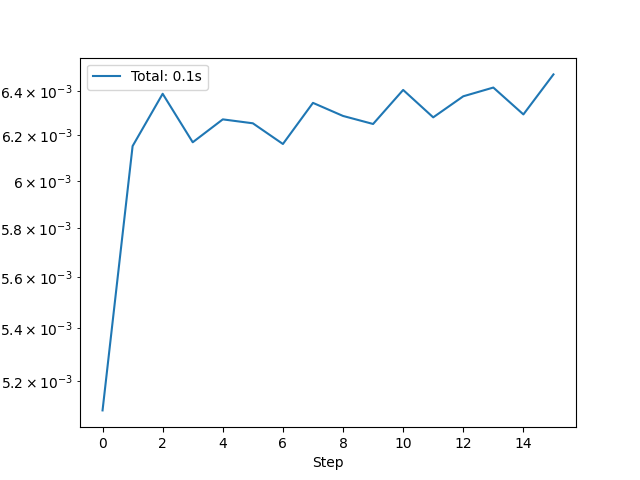 Total: 0.1s
6.4 × 10⁻³
6.2 × 10⁻³
6 × 10⁻³
5.8 × 10⁻³
5.6 × 10⁻³
5.4 × 10⁻³
5.2 × 10⁻³
0 2 4 6 8 10 12 14
Step